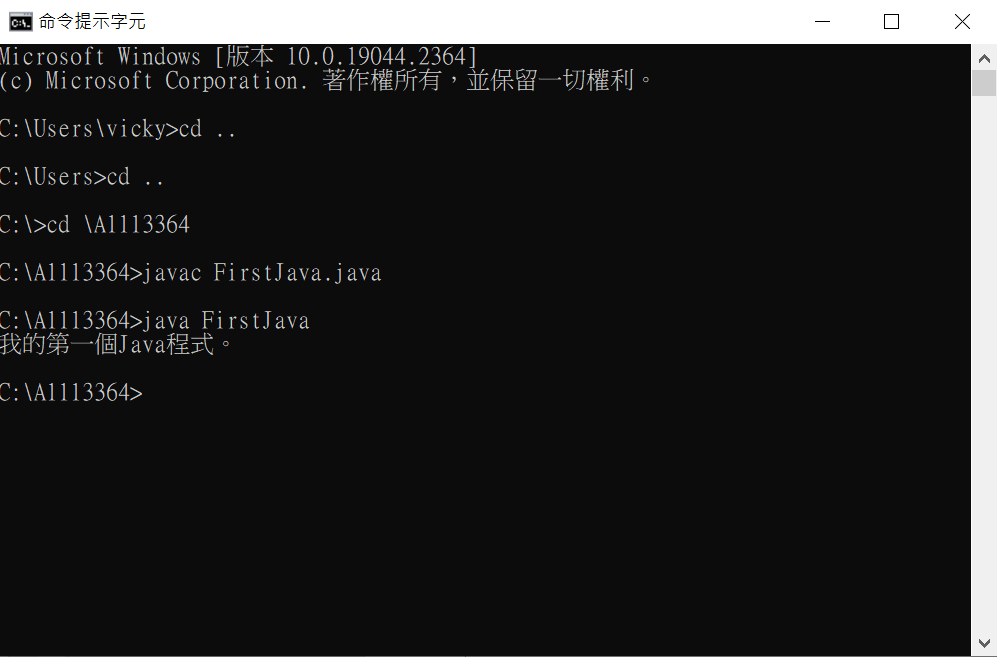 命令提示字元
Microsoft Windows [版本 10.0.19044.2364]
(c) Microsoft Corporation. 著作權所有，並保留一切權利。
C:\Users\vicky>cd ..
C:\Users>cd ..
C:\>cd \A1113364
C:\A1113364>javac FirstJava.java
C:\A1113364>java FirstJava
我的第一個Java程式。
C:\A1113364>